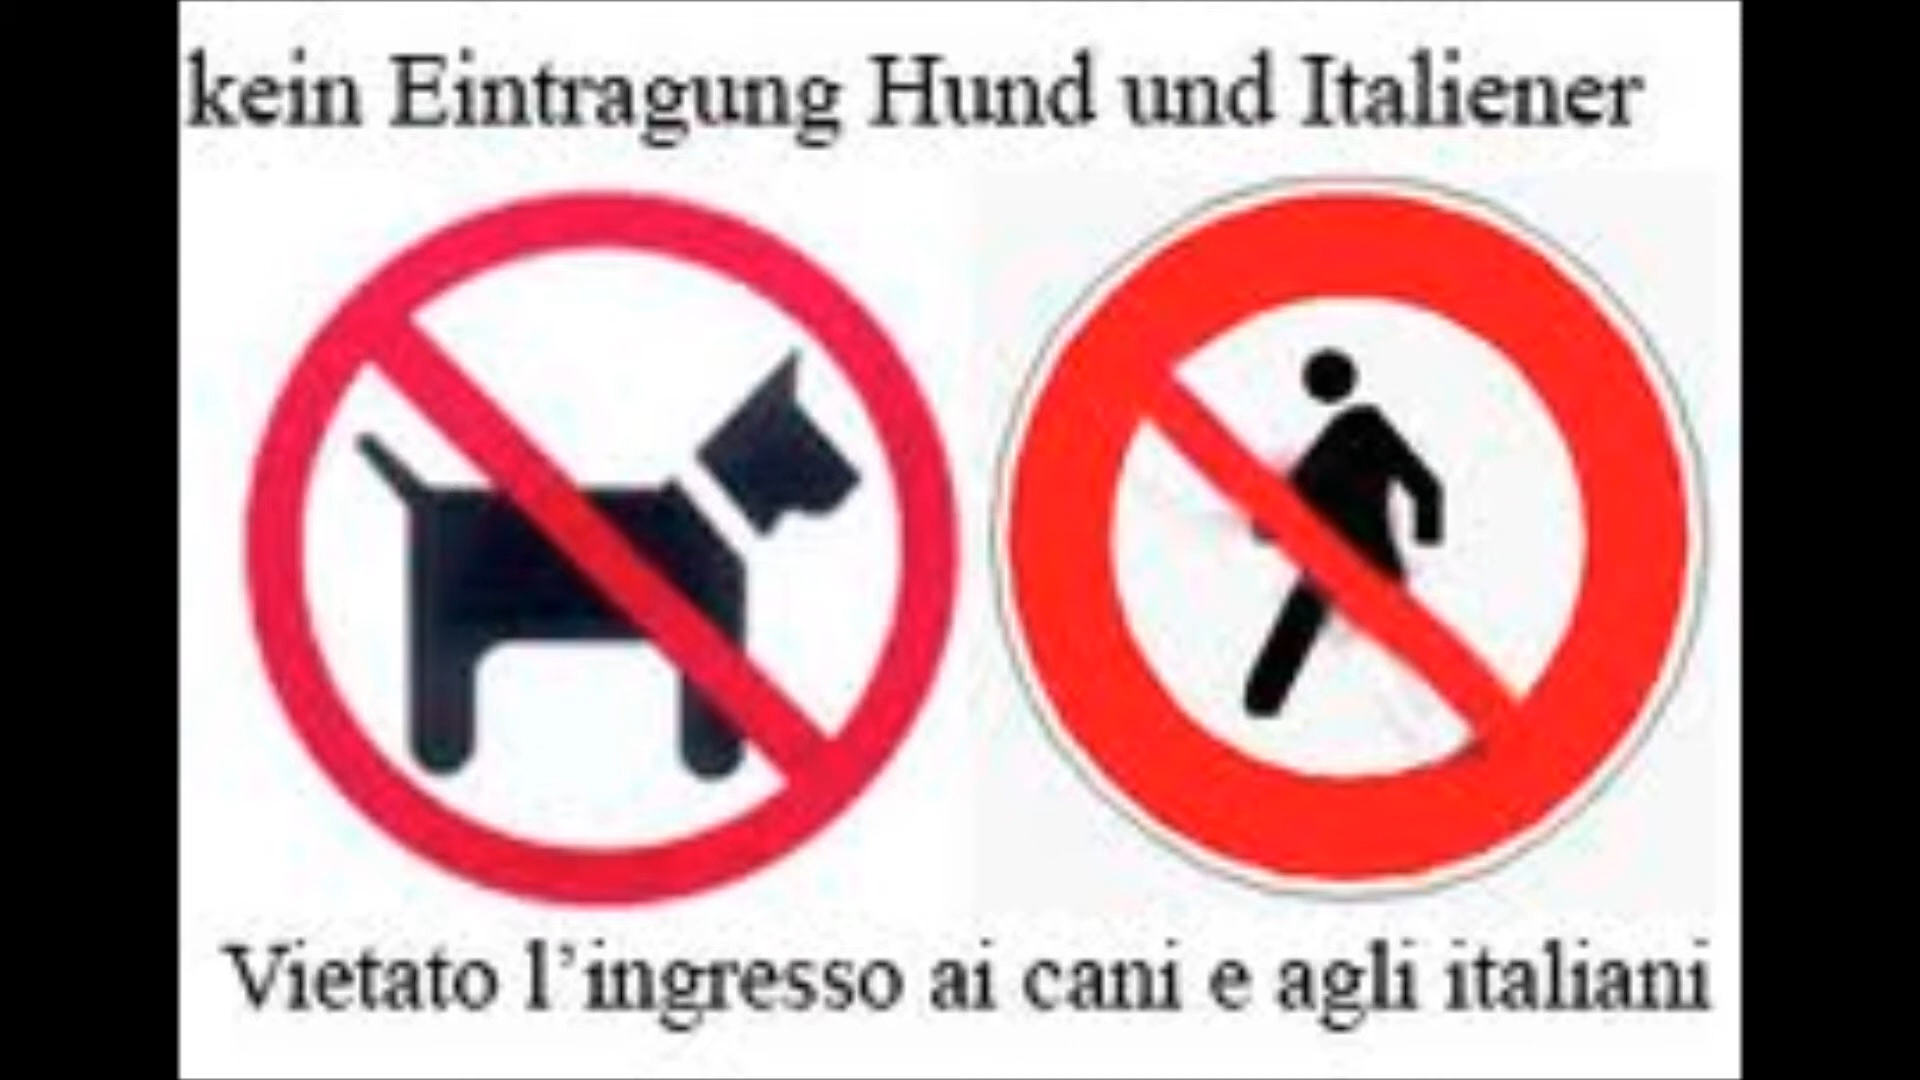 kein Eintragung Hund und Italiener
Vietato l’ingresso ai cani e agli italiani